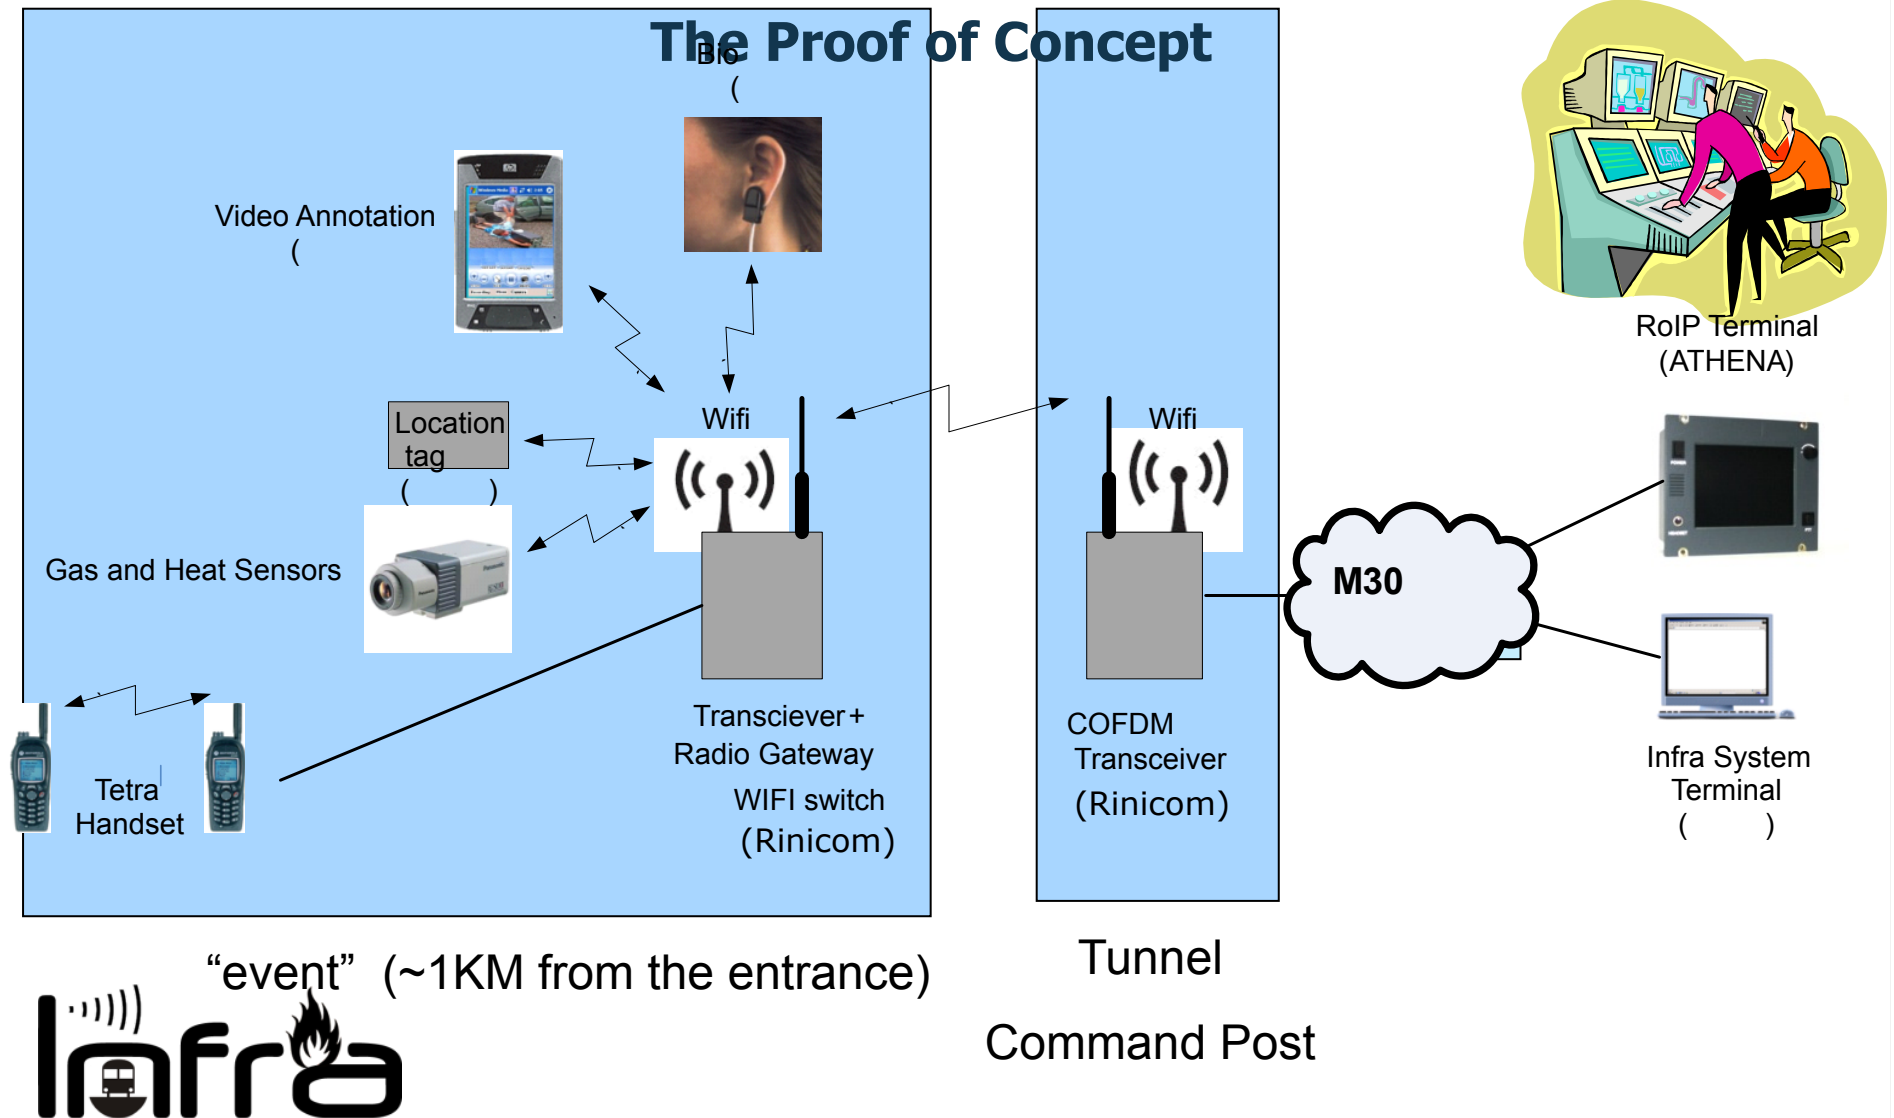 The Proof of Concept
Bio
(
Video Annotation
(
Wifi
Location
tag
(          )
Gas and Heat Sensors
Panasonic
Tetra
Handset
Transciever+
Radio Gateway
WIFI switch
(Rinicom)
Wifi
COFDM
Transceiver
(Rinicom)
M30
RoIP Terminal
(ATHENA)
Infra System
Terminal
(          )
“event”  (~1KM from the entrance)
Tunnel
Command Post
Infra